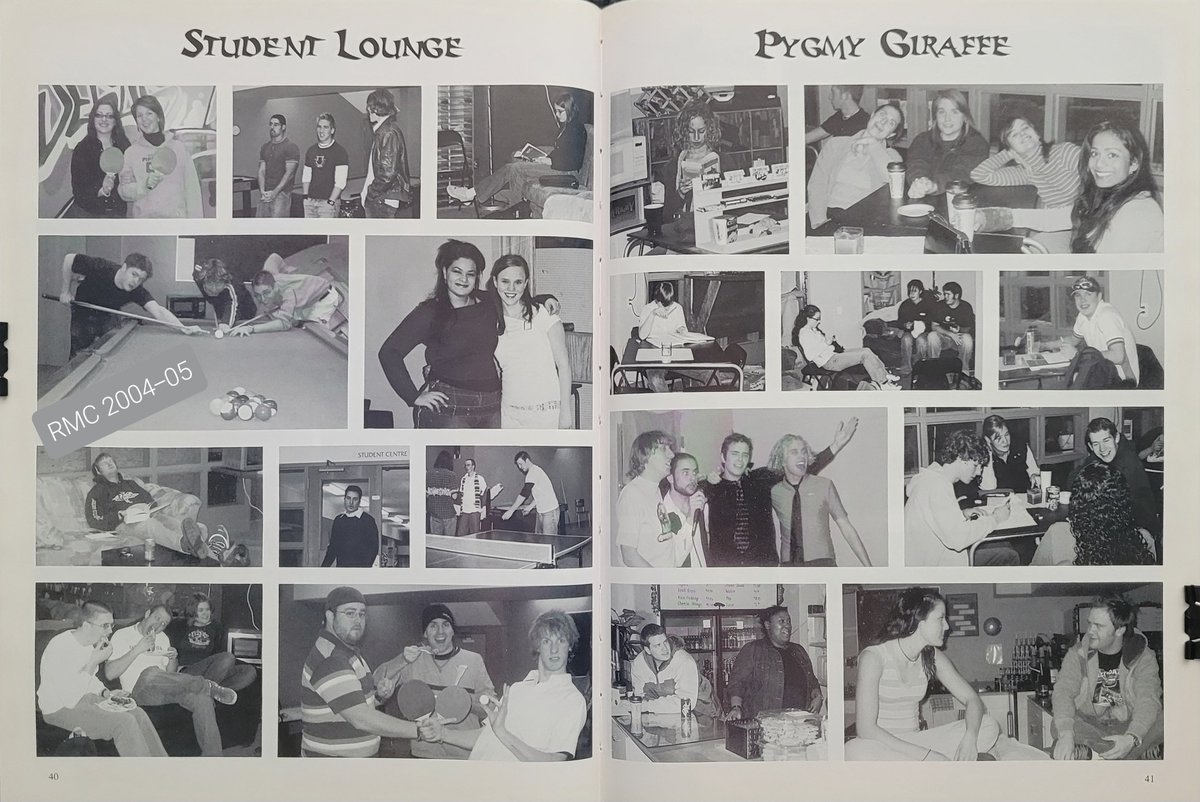 STUDENT LOUNGE
PYGMY GIRAFFE
RMC 2004-05
STUDENT CENTRE
40
41